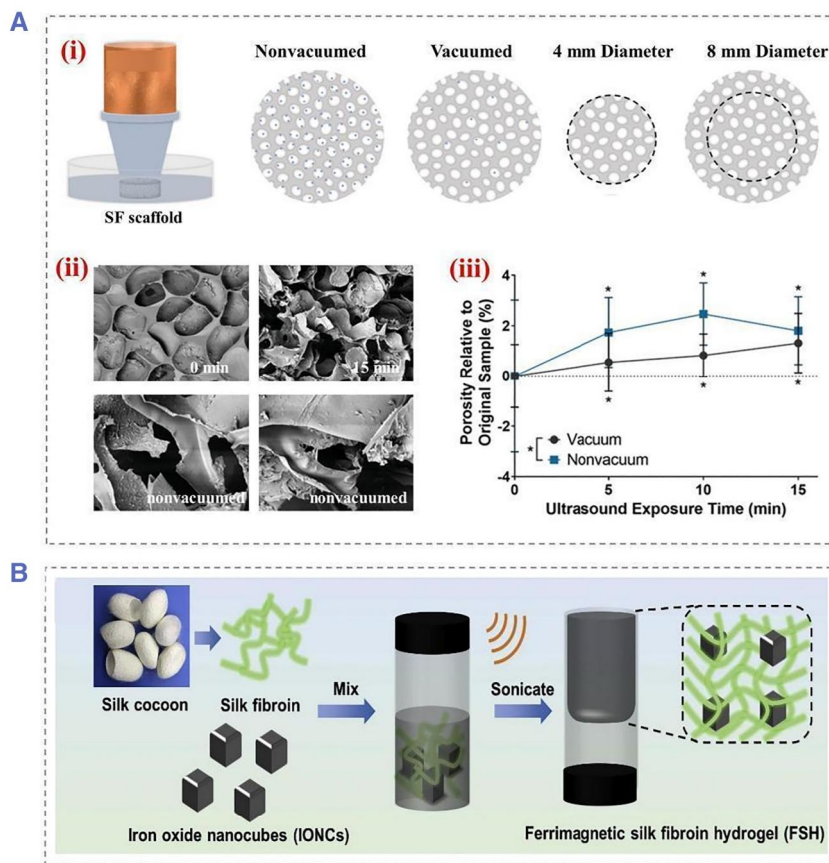 A
(i)
Nonvacuumed
Vacuumed
4 mm Diameter
8 mm Diameter
SF scaffold
(ii)
0 min
15 min
nonvacuumed
nonvacuumed
(iii)
Porosity Relative to
Original Sample (%)
4
2
0
-2
-4
*
*
*
*
*
*
* Vacuum
Nonvacuum
0
5
10
15
Ultrasound Exposure Time (min)
B
Silk cocoon
Silk fibroin
Mix
Sonicate
Iron oxide nanocubes (IONCs)
Ferrimagnetic silk fibroin hydrogel (FSH)